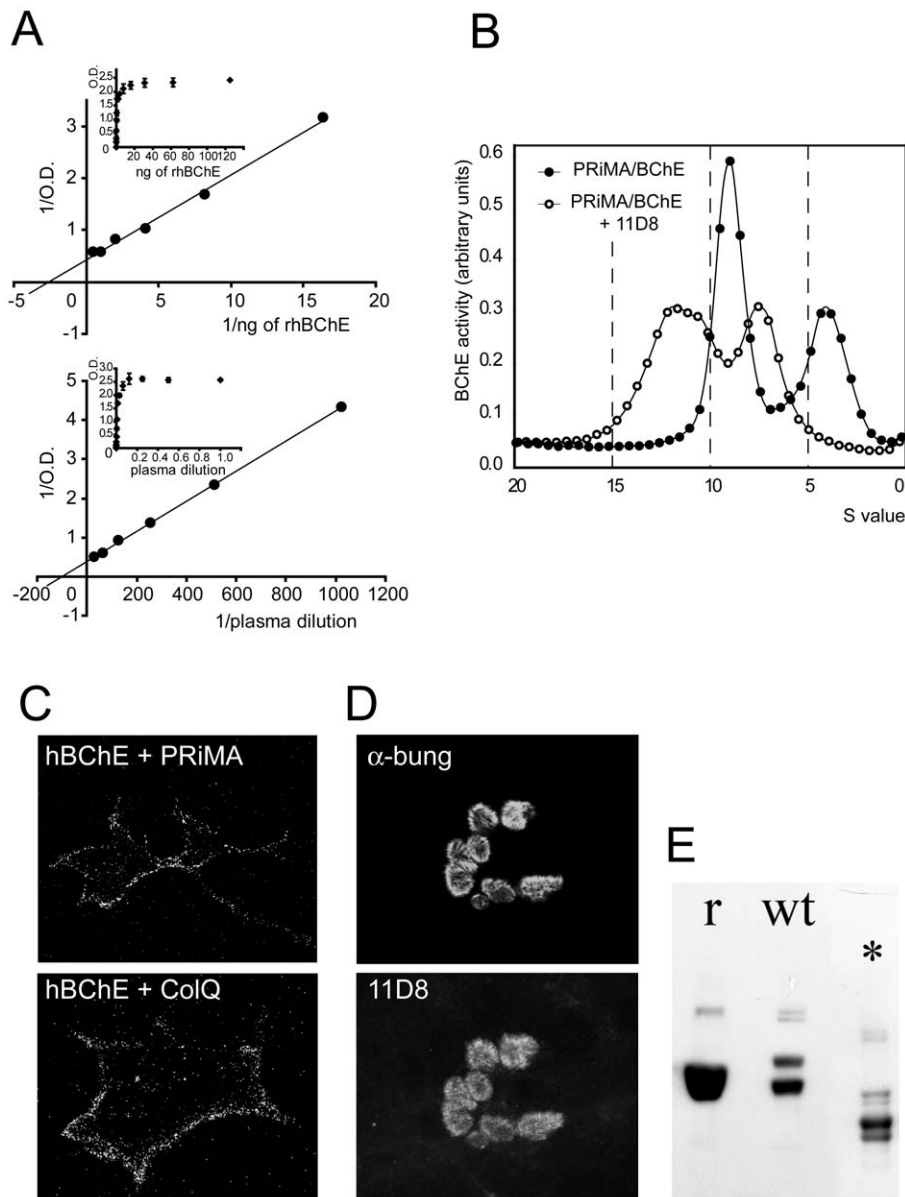 A
O.D.
2.5
2.0
1.5
1.0
0.5
0
20 40 60 80 100 120
ng of rhBChE
1/O.D.
3
2
1
-5 0 5 10 15 20
-1
1/ng of rhBChE
O.D.
3.0
2.5
2.0
1.5
1.0
0.5
0
0.2 0.4 0.6 0.8 1.0
plasma dilution
1/O.D.
5
4
2
1
-200 0 200 400 600 800 1000 1200
-1
1/plasma dilution
B
BChE activity (arbitrary units)
0.6
0.5
0.4
0.3
0.2
0.1
0.0
PRiMA/BChE
PRiMA/BChE
+ 11D8
20 15 10 5 0
S value
C
hBChE + PRiMA
hBChE + ColQ
D
α-bung
11D8
E
r wt *